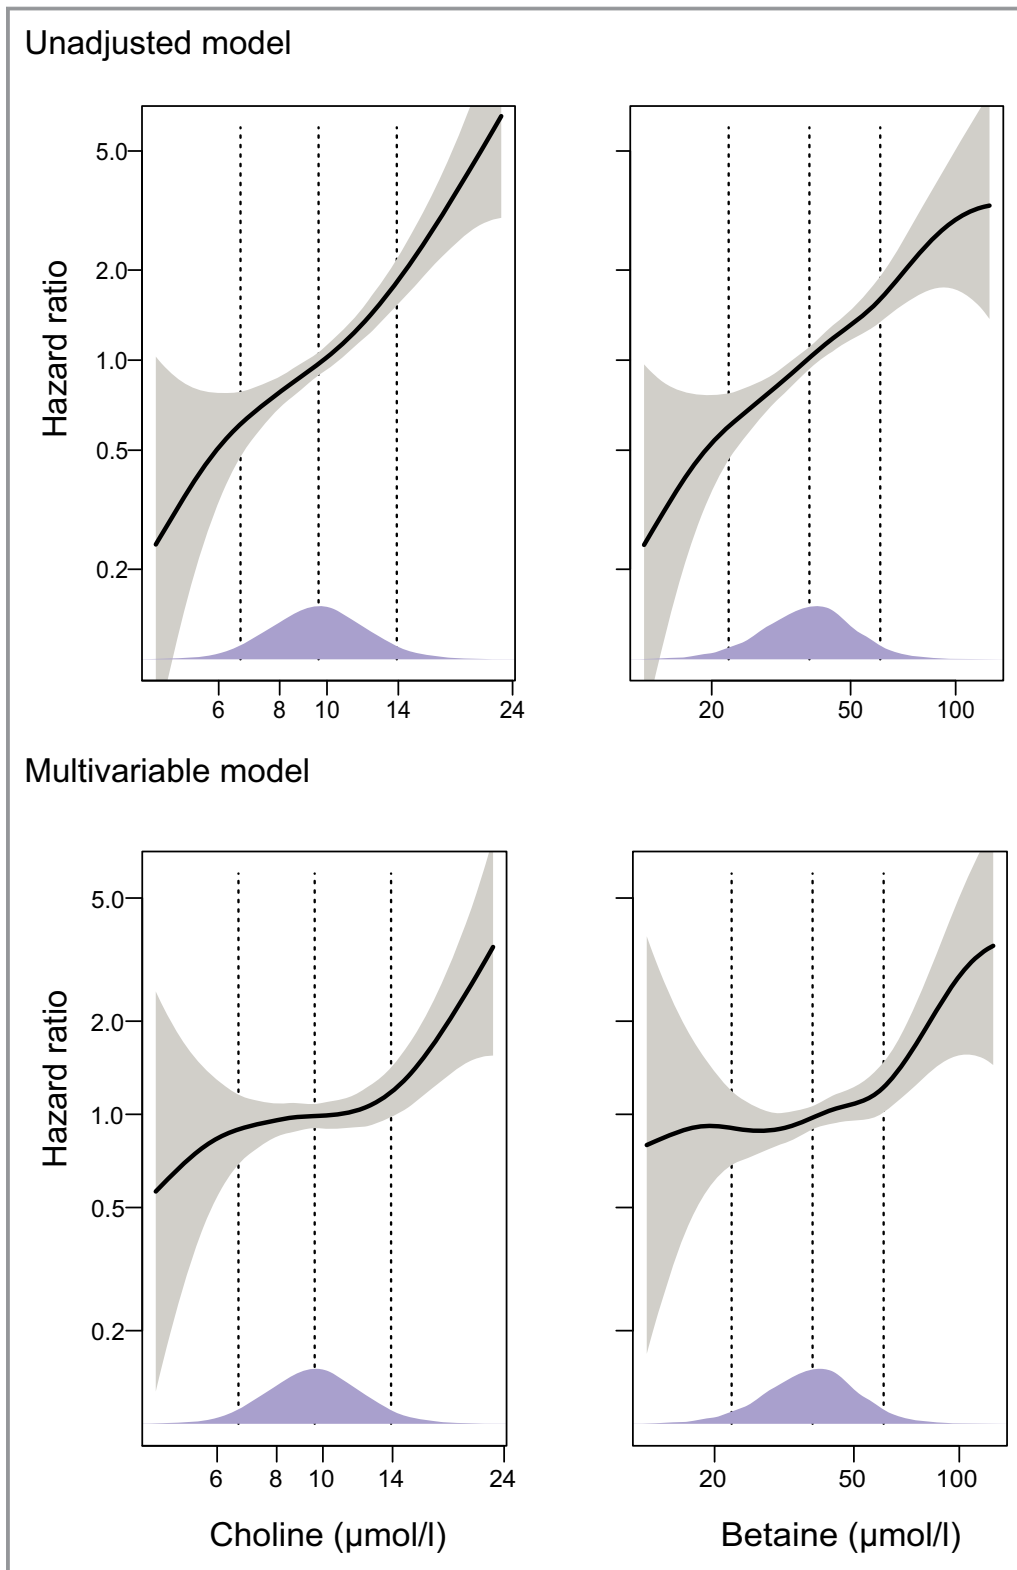 Unadjusted model
Hazard ratio
5.0
2.0
1.0
0.5
0.2
6 8 10 14 24
20 50 100
Multivariable model
Hazard ratio
5.0
2.0
1.0
0.5
0.2
6 8 10 14 24
20 50 100
Choline (µmol/l)
Betaine (µmol/l)